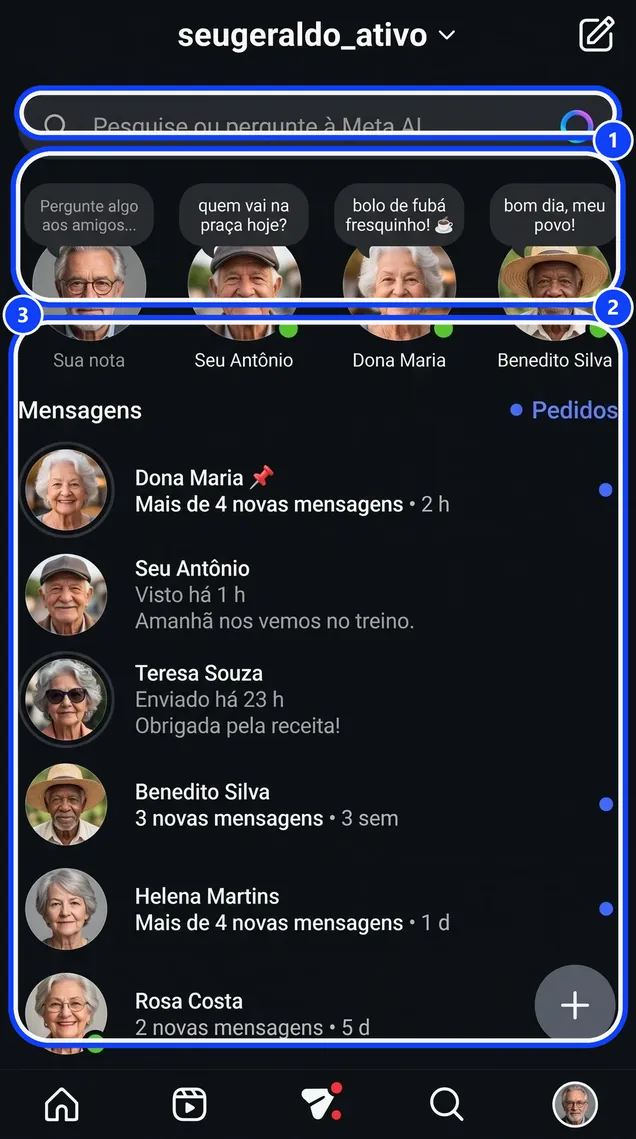 seugeraldo_ativo
Pesquise ou pergunte à Meta AI
1
Pergunte algo
aos amigos...
quem vai na
praça hoje?
bolo de fubá
fresquinho! ☕
bom dia, meu
povo!
3
2
Sua nota
Seu Antônio
Dona Maria
Benedito Silva
Mensagens
Pedidos
Dona Maria 📌
Mais de 4 novas mensagens • 2 h
Seu Antônio
Visto há 1 h
Amanhã nos vemos no treino.
Teresa Souza
Enviado há 23 h
Obrigada pela receita!
Benedito Silva
3 novas mensagens • 3 sem
Helena Martins
Mais de 4 novas mensagens • 1 d
Rosa Costa
2 novas mensagens • 5 d